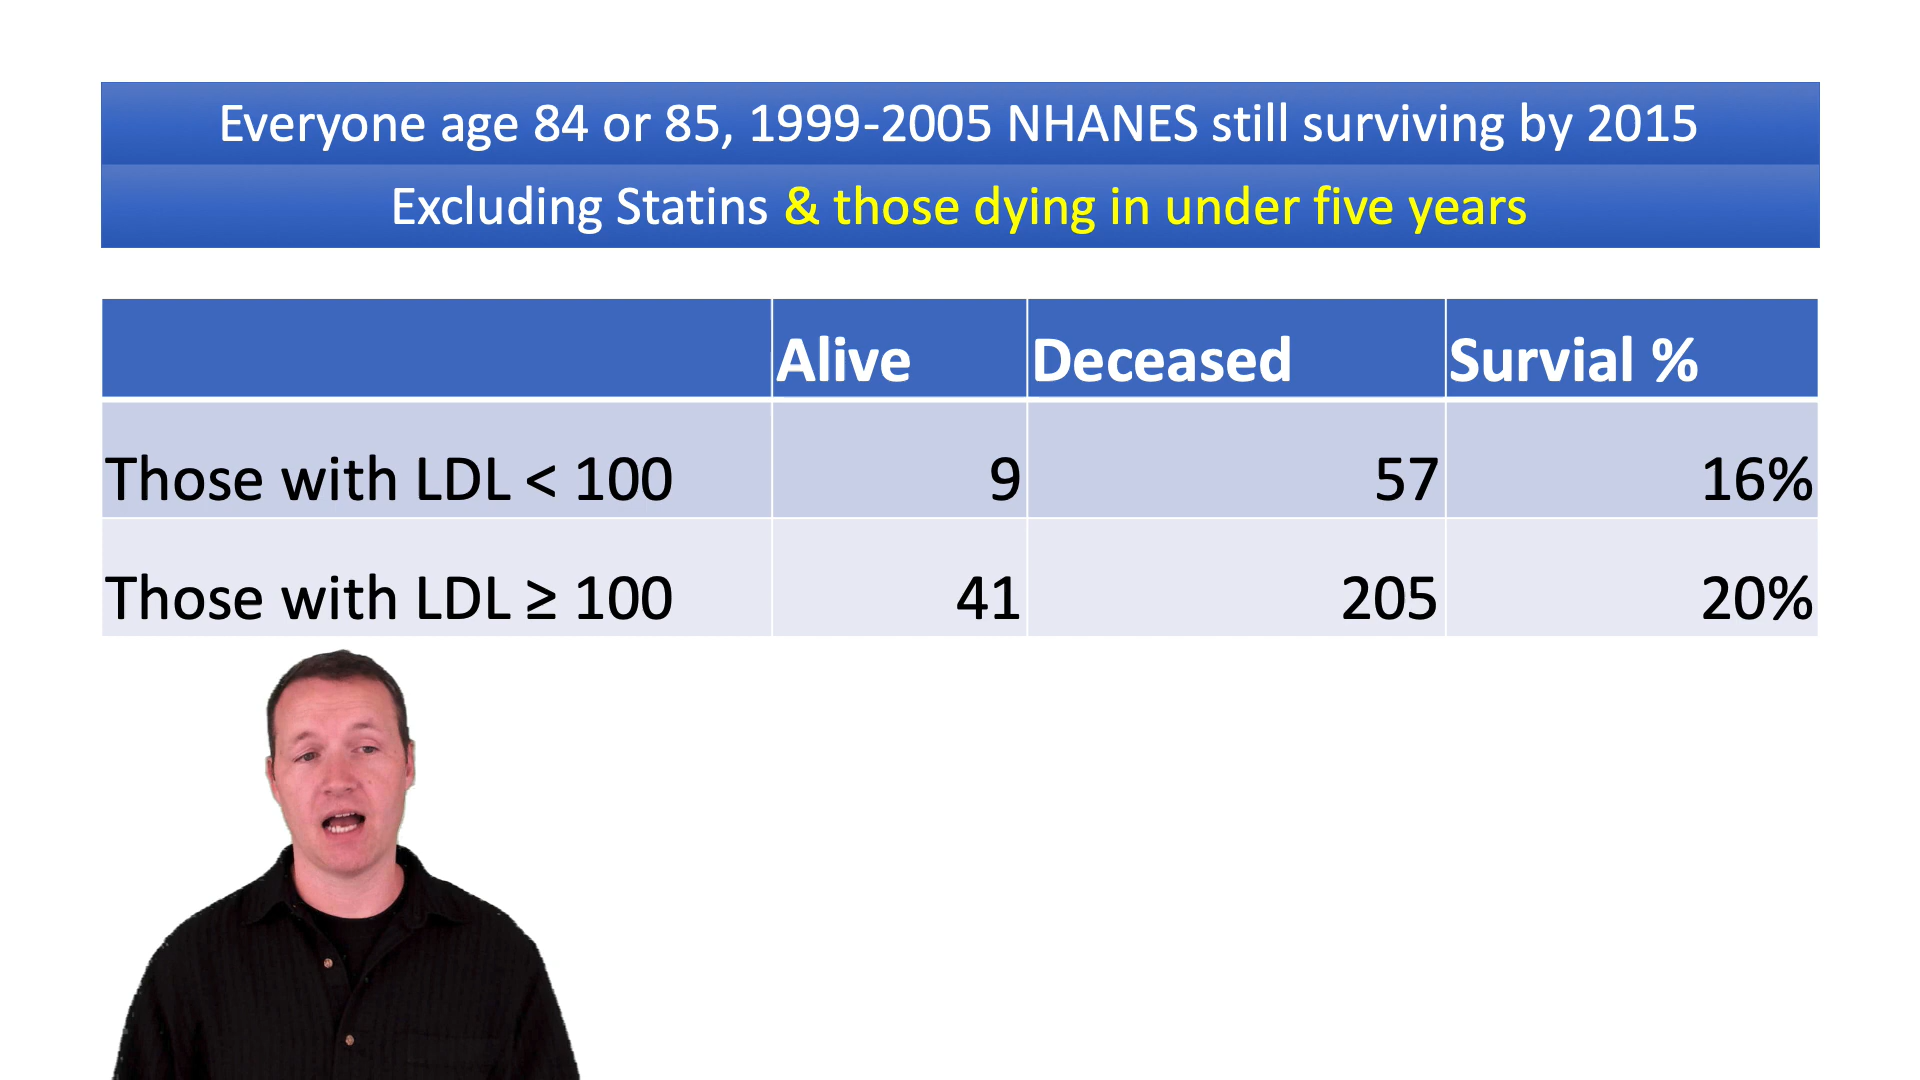 Everyone age 84 or 85, 1999-2005 NHANES still surviving by 2015
Excluding Statins & those dying in under five years
Alive Deceased Survial %
Those with LDL < 100 9 57 16%
Those with LDL ≥ 100 41 205 20%